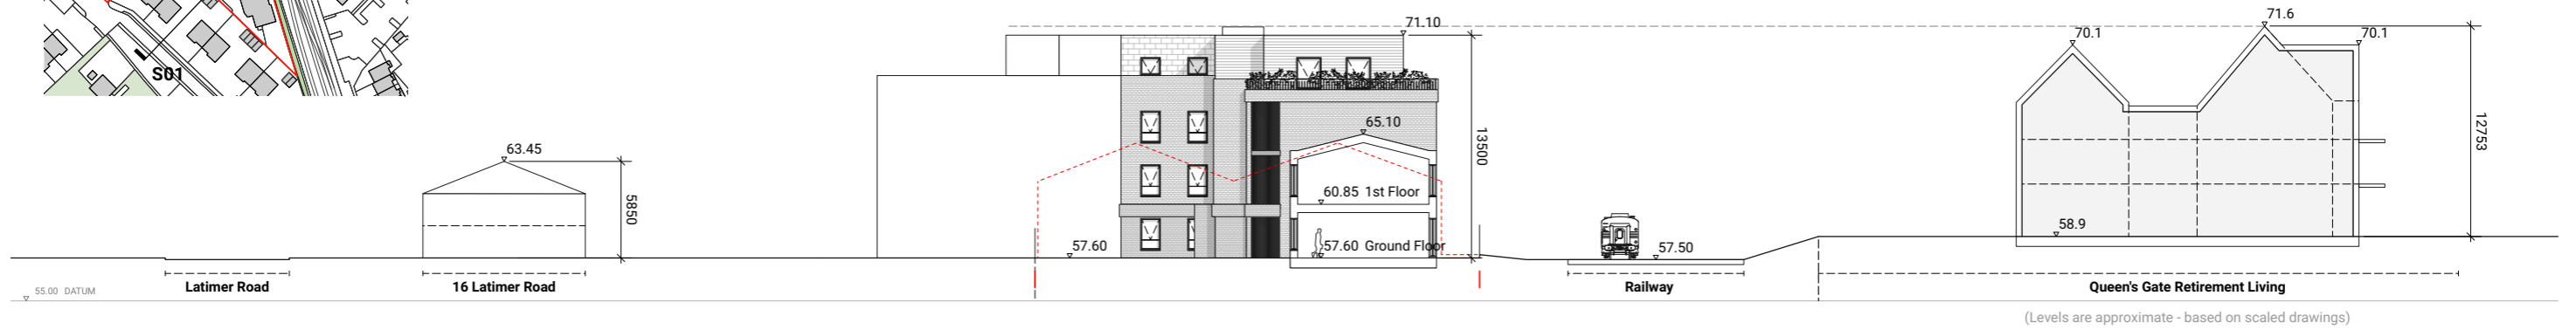 S01
71.10
71.6
70.1
70.1
63.45
65.10
13500
12753
5850
60.85 1st Floor
57.60
57.60 Ground Floor
57.50
58.9
Latimer Road
16 Latimer Road
Railway
Queen's Gate Retirement Living
55.00 DATUM
(Levels are approximate - based on scaled drawings)